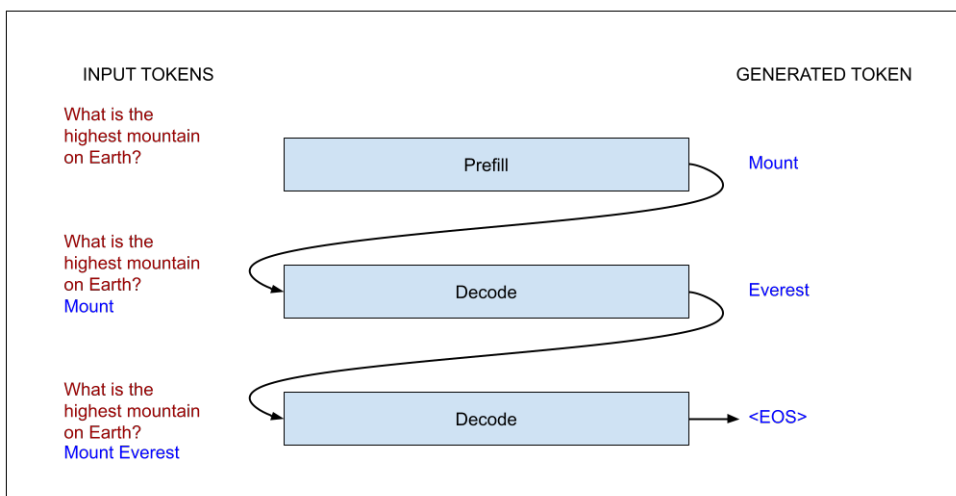 INPUT TOKENS
GENERATED TOKEN
What is the
highest mountain
on Earth?
Prefill
Mount
What is the
highest mountain
on Earth?
Mount
Decode
Everest
What is the
highest mountain
on Earth?
Mount Everest
Decode
<EOS>